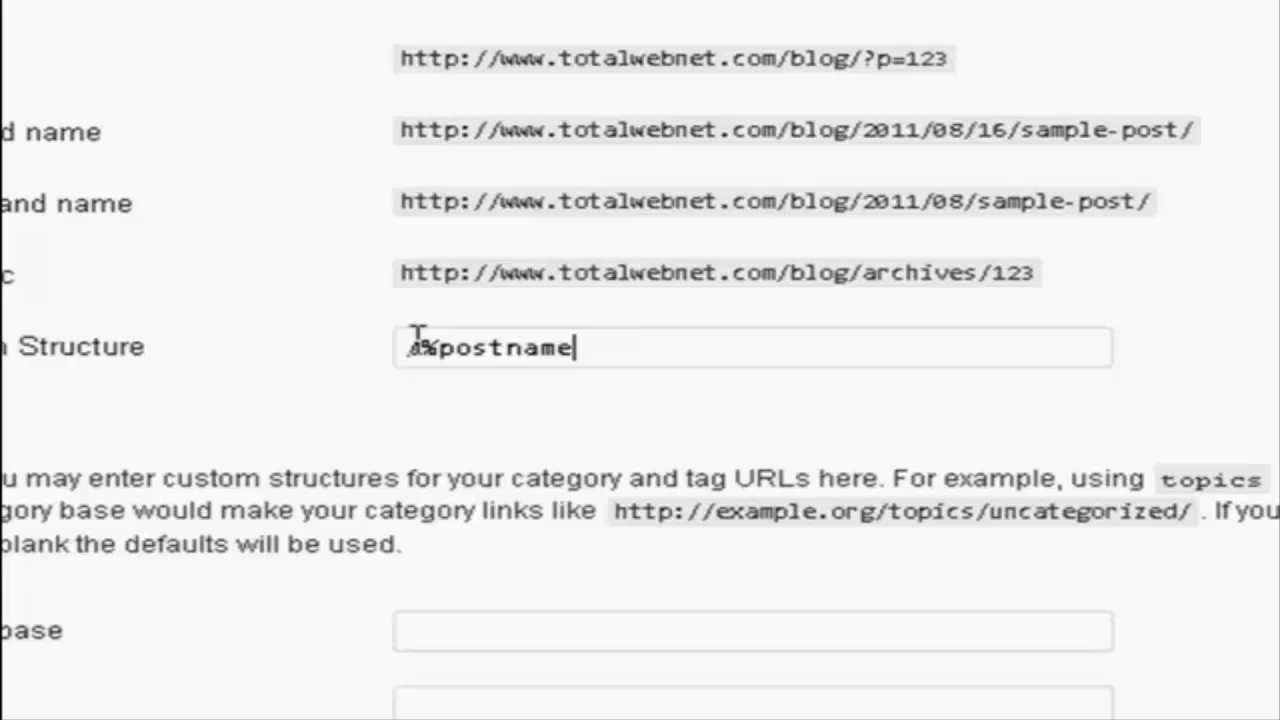 http://www.totalwebnet.com/blog/?p=123
d name http://www.totalwebnet.com/blog/2011/08/16/sample-post/
and name http://www.totalwebnet.com/blog/2011/08/sample-post/
c http://www.totalwebnet.com/blog/archives/123
Structure /%postname
u may enter custom structures for your category and tag URLs here. For example, using topics
gory base would make your category links like http://example.org/topics/uncategorized/ . If you
blank the defaults will be used.
base